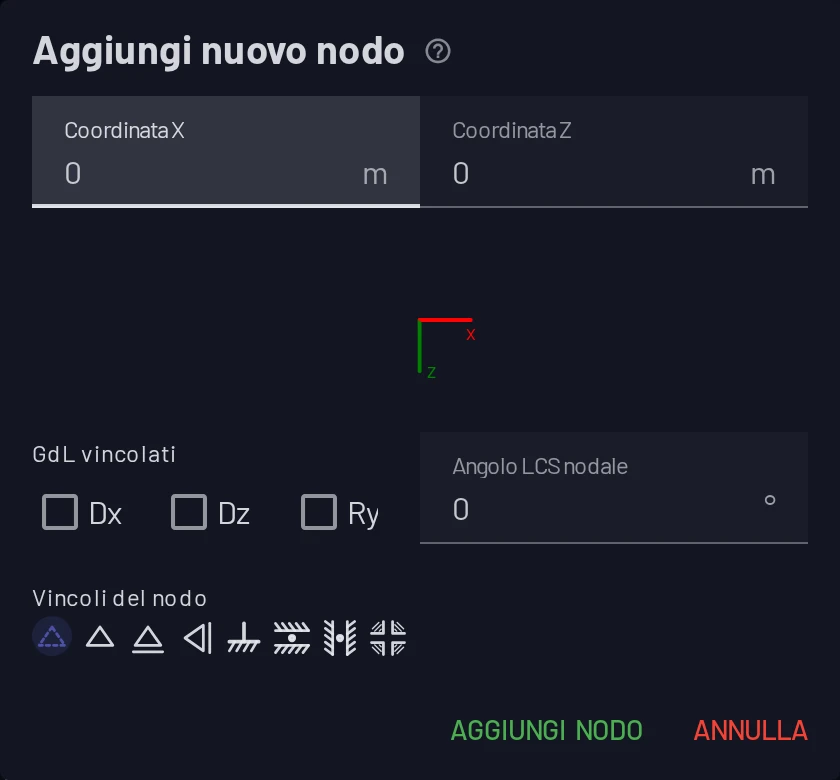 Aggiungi nuovo nodo
Coordinata X
Coordinata Z
0 m
0 m
x
z
GdL vincolati
Angolo LCS nodale
Dx Dz Ry
0 °
Vincoli del nodo
AGGIUNGI NODO ANNULLA